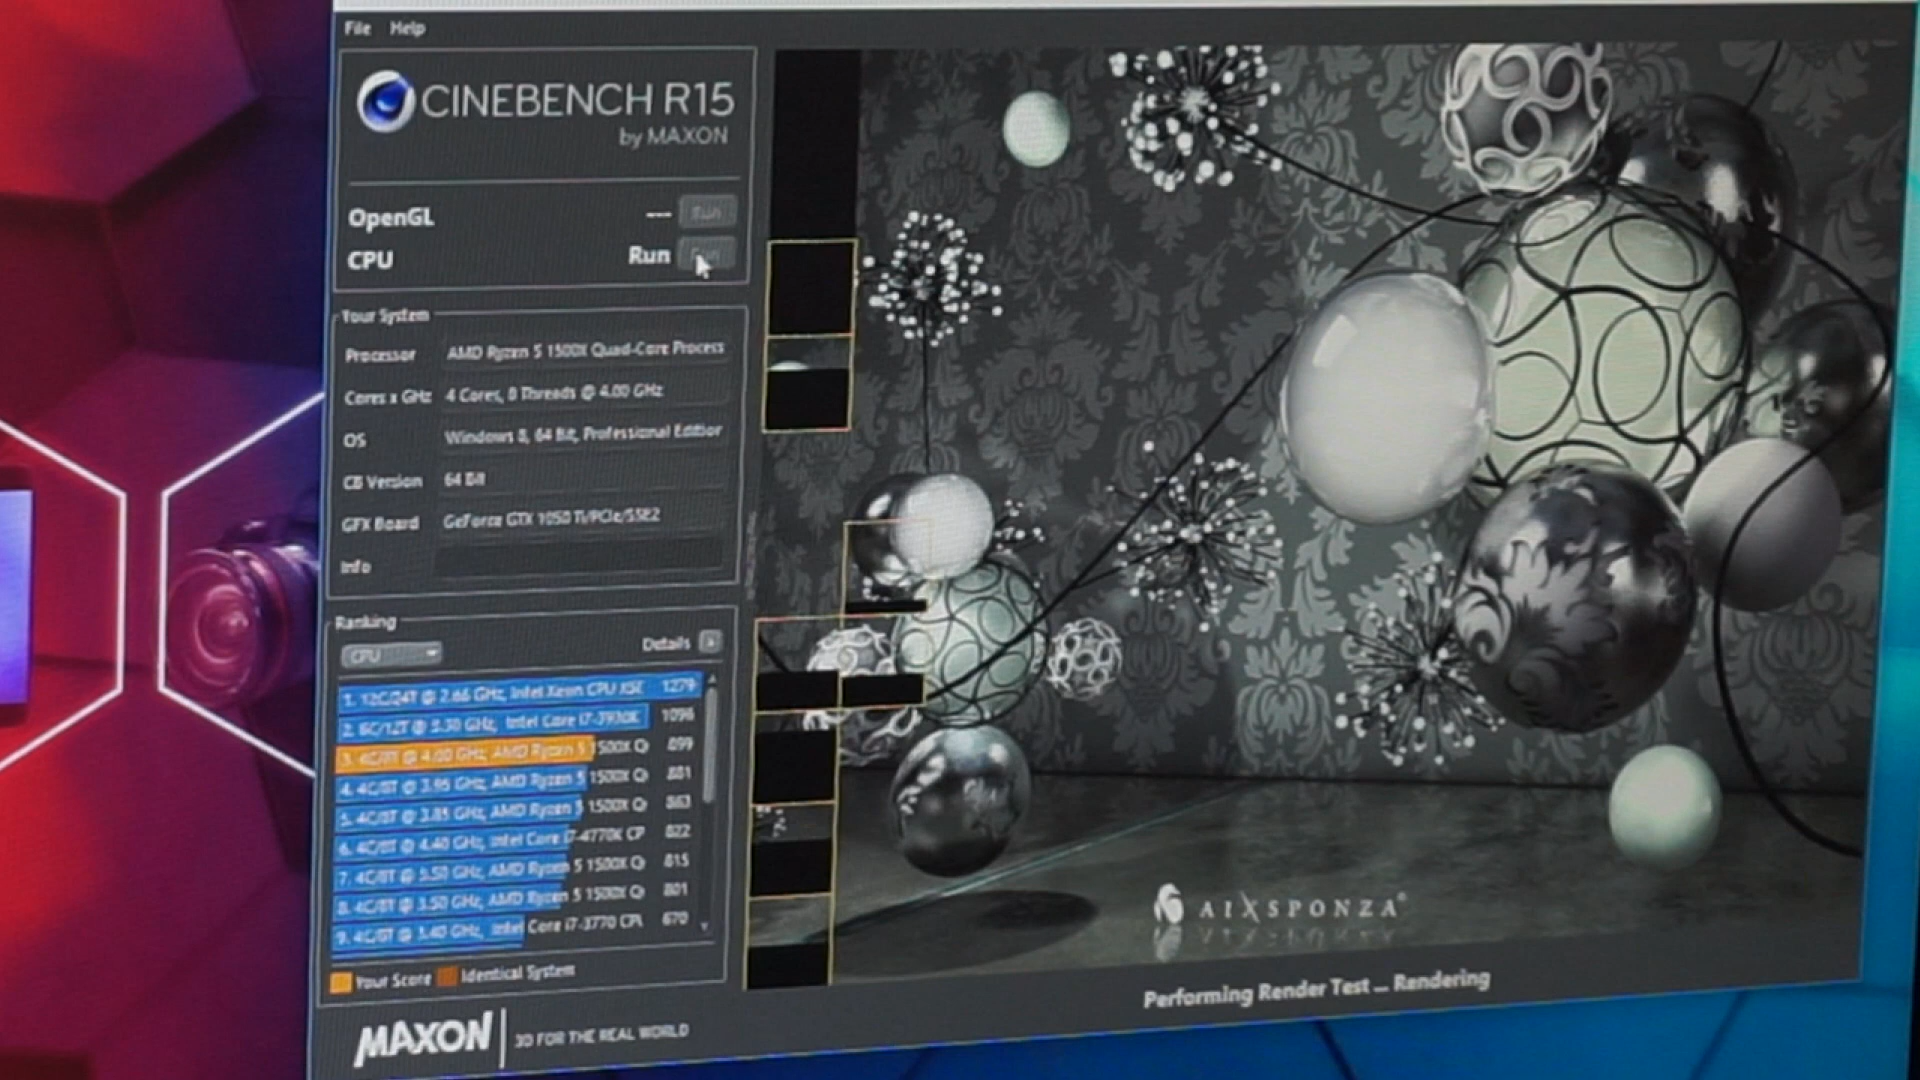 File Help
CINEBENCH R15
by MAXON
OpenGL --- Run
CPU Run
Your System
Processor AMD Ryzen 5 1500X Quad-Core Process
Cores x GHz 4 Cores, 8 Threads @ 4.00 GHz
OS Windows 8, 64 Bit, Professional Edition
CB Version 64 Bit
GFX Board GeForce GTX 1050 Ti/PCIe/SSE2
Info
Ranking
CPU Details
1. 12C/24T @ 2.66 GHz, Intel Xeon CPU X5E 1279
2. 6C/12T @ 3.30 GHz, Intel Core i7-3930K 1096
3. 4C/8T @ 4.00 GHz, AMD Ryzen 5 1500X Q 899
4. 4C/8T @ 3.95 GHz, AMD Ryzen 5 1500X Q 881
5. 4C/8T @ 3.85 GHz, AMD Ryzen 5 1500X Q 863
6. 4C/8T @ 4.40 GHz, Intel Core i7-4770K CP 822
7. 4C/8T @ 3.50 GHz, AMD Ryzen 5 1500X Q 815
8. 4C/8T @ 3.50 GHz, AMD Ryzen 5 1500X Q 801
9. 4C/8T @ 3.40 GHz, Intel Core i7-3770 CPU 670
Your Score Identical System
MAXON 3D FOR THE REAL WORLD
AIXSPONZA®
Performing Render Test ... Rendering